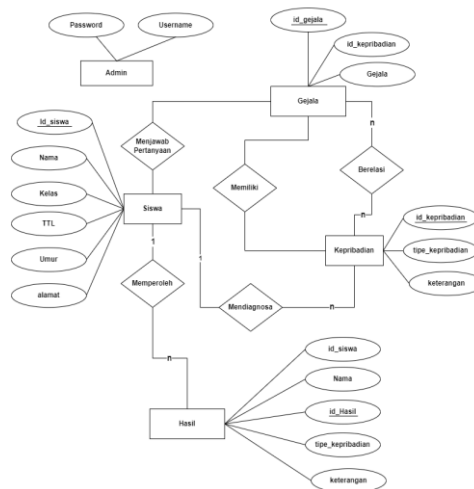 Password
Username
Admin
id_gejala
id_kepribadian
Gejala
Gejala
n
Id_siswa
Nama
Kelas
TTL
Umur
alamat
Menjawab
Pertanyaan
Memiliki
Berelasi
Siswa
n
id_kepribadian
Kepribadian
tipe_kepribadian
keterangan
1
1
Memperoleh
Mendiagnosa
n
n
id_siswa
Nama
Hasil
id_Hasil
tipe_kepribadian
keterangan